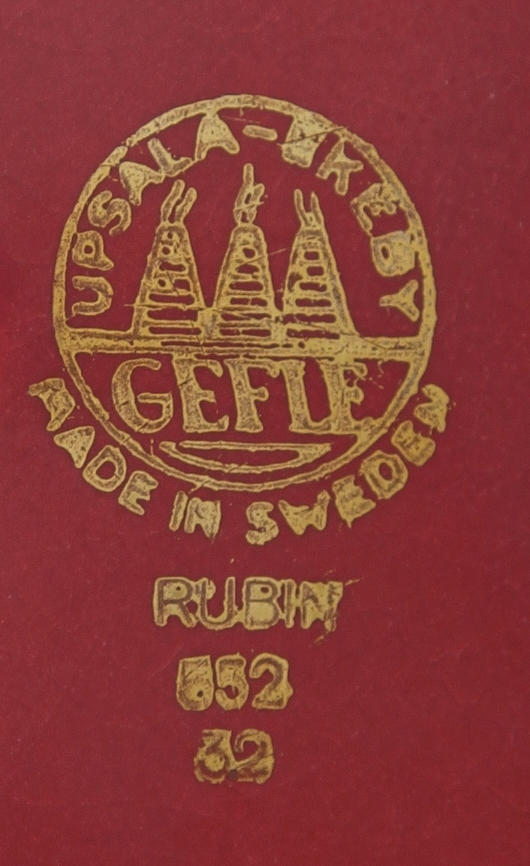 UPSALA-EKEBY
GEFLE
MADE IN SWEDEN
RUBIN
652
32